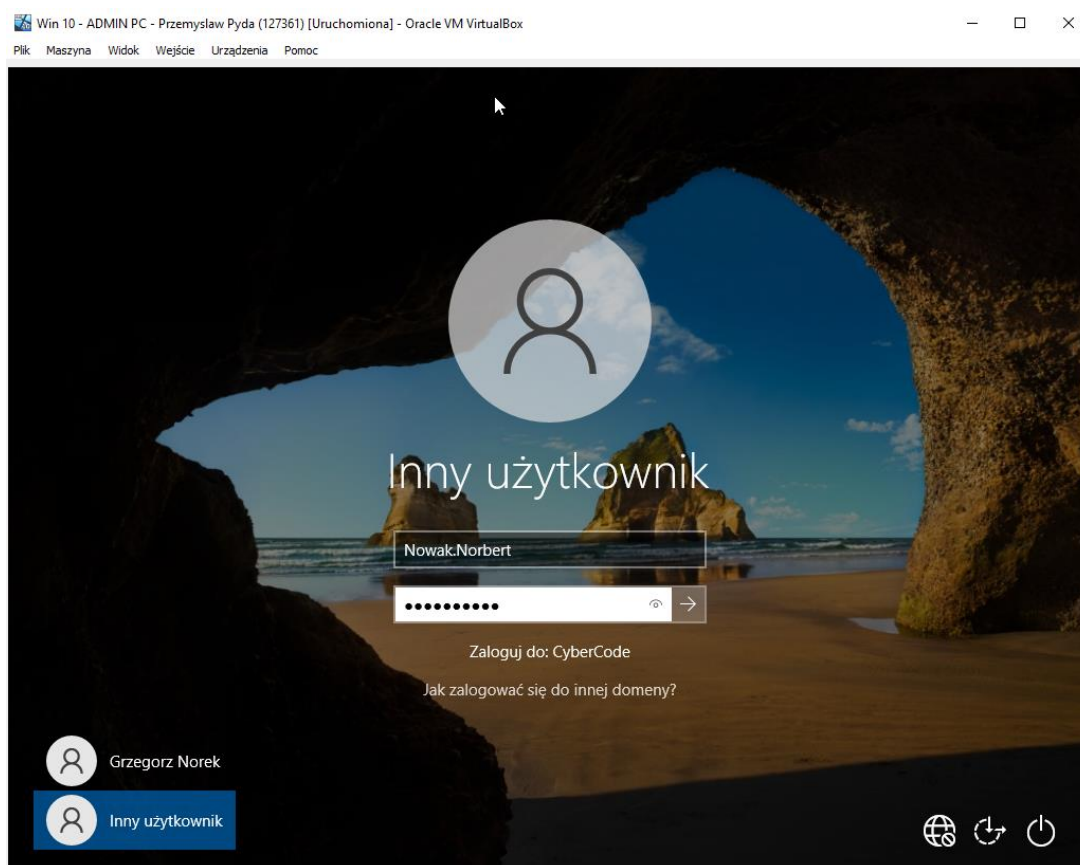 Win 10 - ADMIN PC - Przemyslaw Pyda (127361) [Uruchomiona] - Oracle VM VirtualBox
Plik Maszyna Widok Wejście Urządzenia Pomoc
Inny użytkownik
Nowak.Norbert
Zaloguj do: CyberCode
Jak zalogować się do innej domeny?
Grzegorz Norek
Inny użytkownik